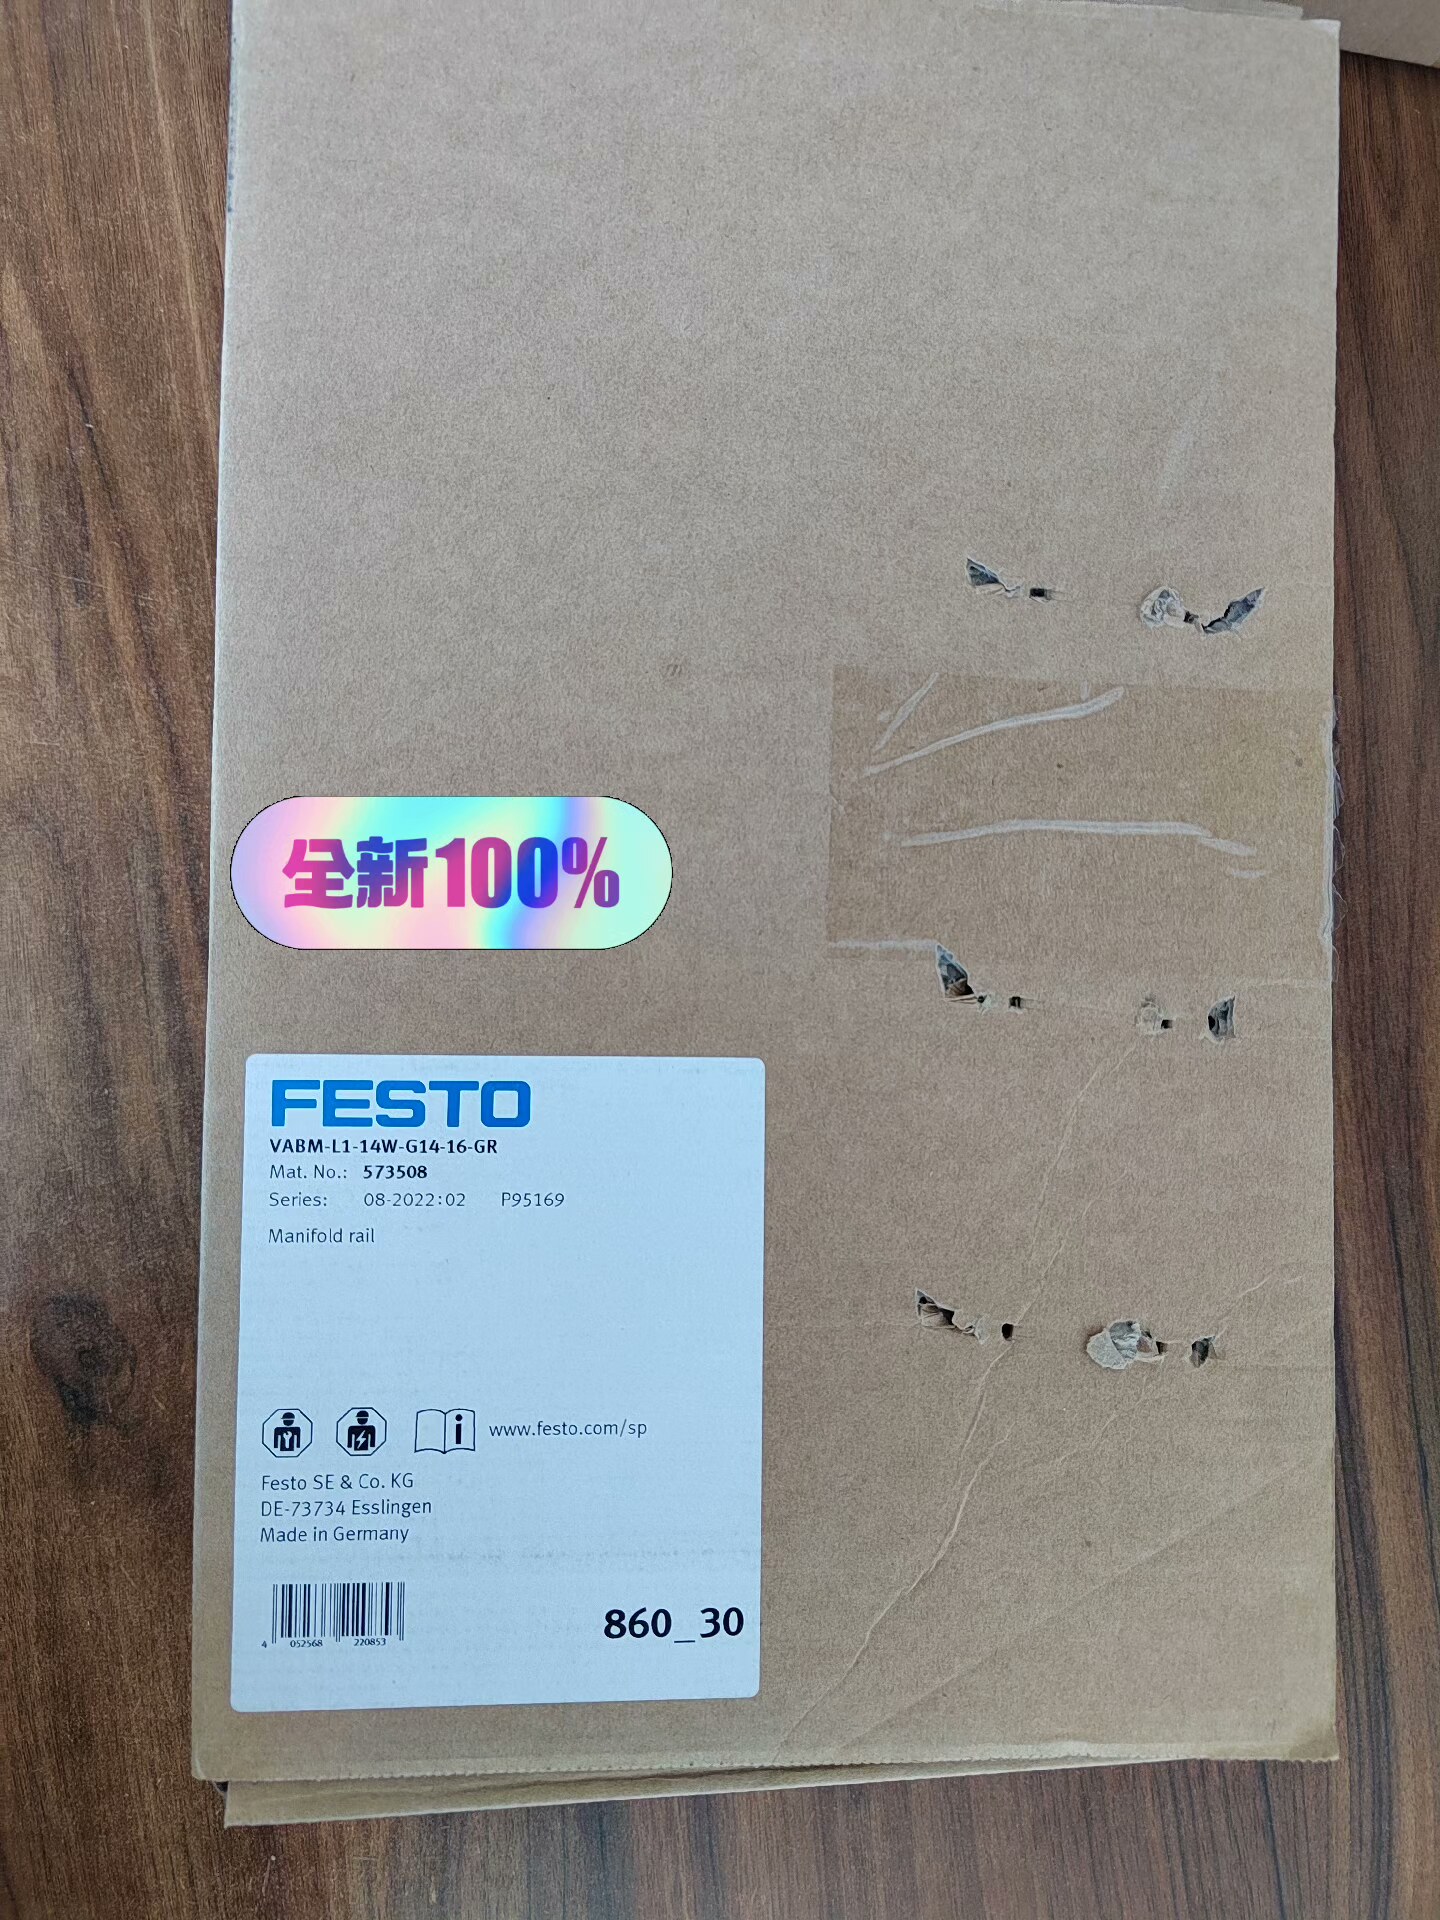 全新100%
FESTO
VABM-L1-14W-G14-16-GR
Mat. No.: 573508
Series: 08-2022:02 P95169
Manifold rail
i www.festo.com/sp
Festo SE & Co. KG
DE-73734 Esslingen
Made in Germany
4 052568 220853
860_30